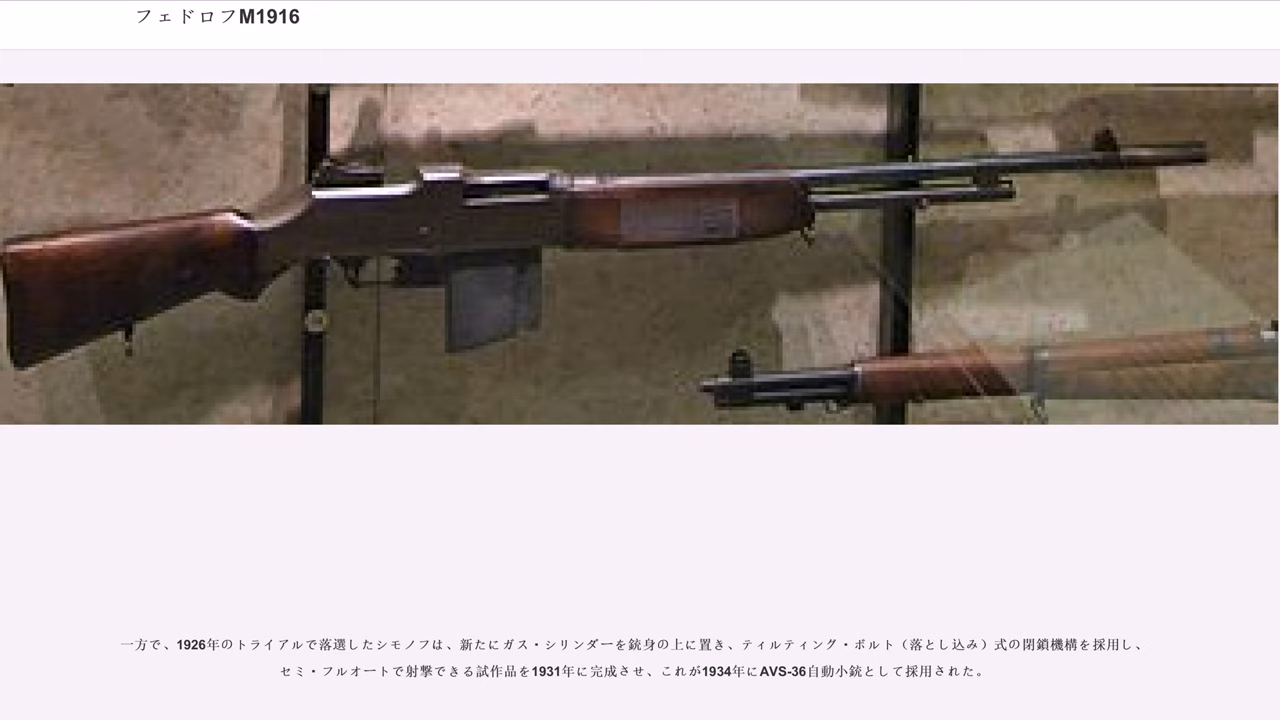 フェドロフM1916
一方で、1926年のトライアルで落選したシモノフは、新たにガス・シリンダーを銃身の上に置き、ティルティング・ボルト（落とし込み）式の閉鎖機構を採用し、
セミ・フルオートで射撃できる試作品を1931年に完成させ、これが1934年にAVS-36自動小銃として採用された。